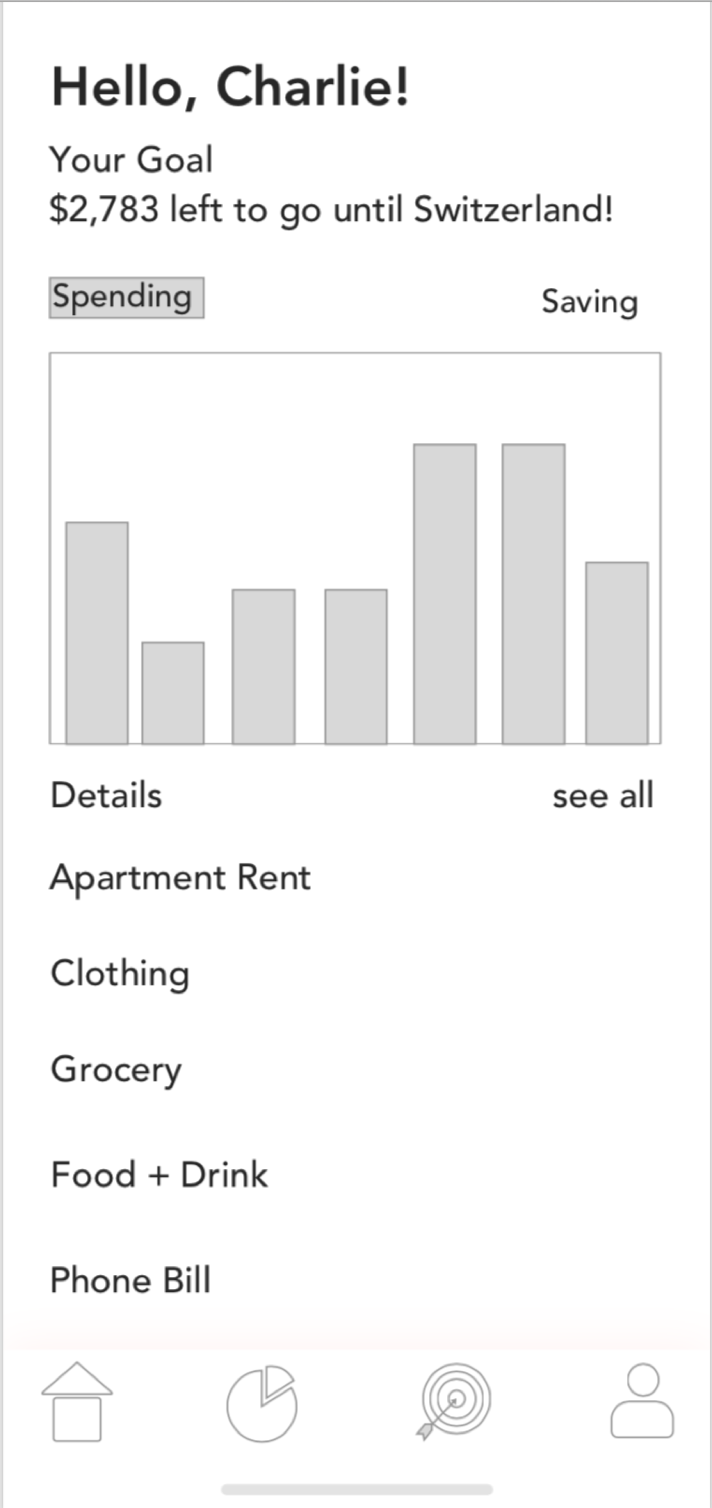 Hello, Charlie!
Your Goal
$2,783 left to go until Switzerland!
Spending
Saving
Details
see all
Apartment Rent
Clothing
Grocery
Food + Drink
Phone Bill